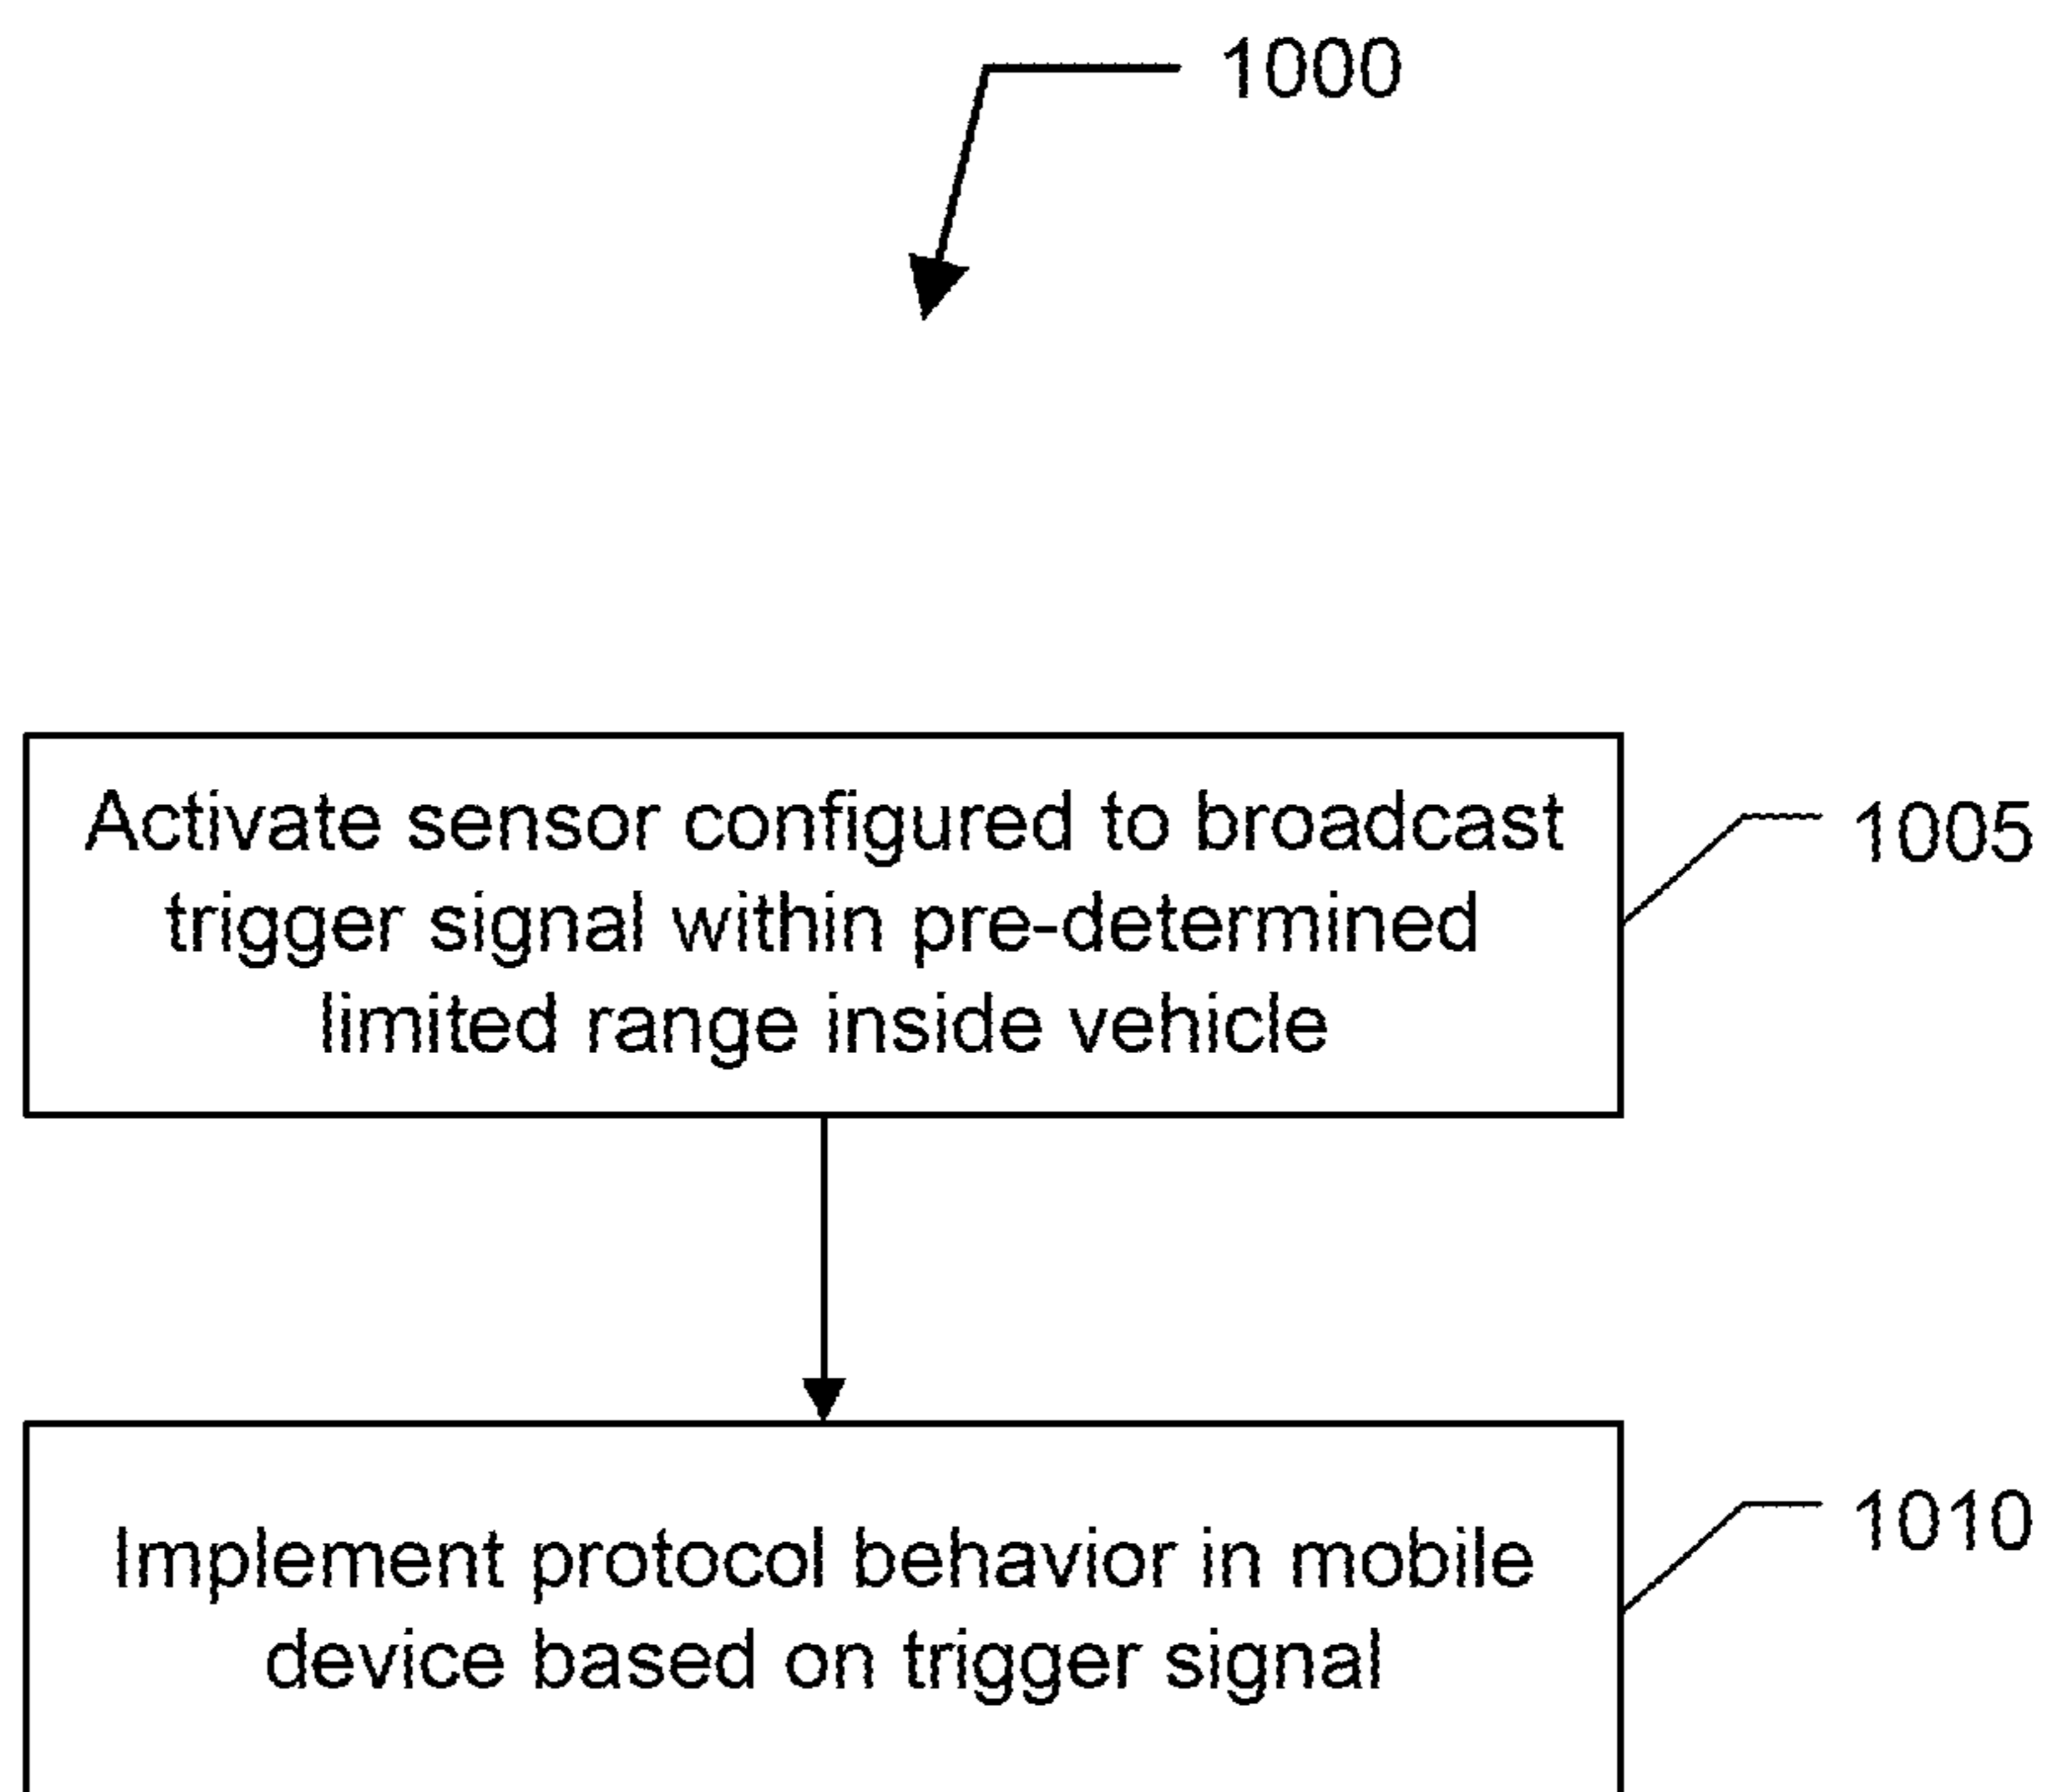 1000
Activate sensor configured to broadcast
trigger signal within pre-determined
limited range inside vehicle
1005
Implement protocol behavior in mobile
device based on trigger signal
1010